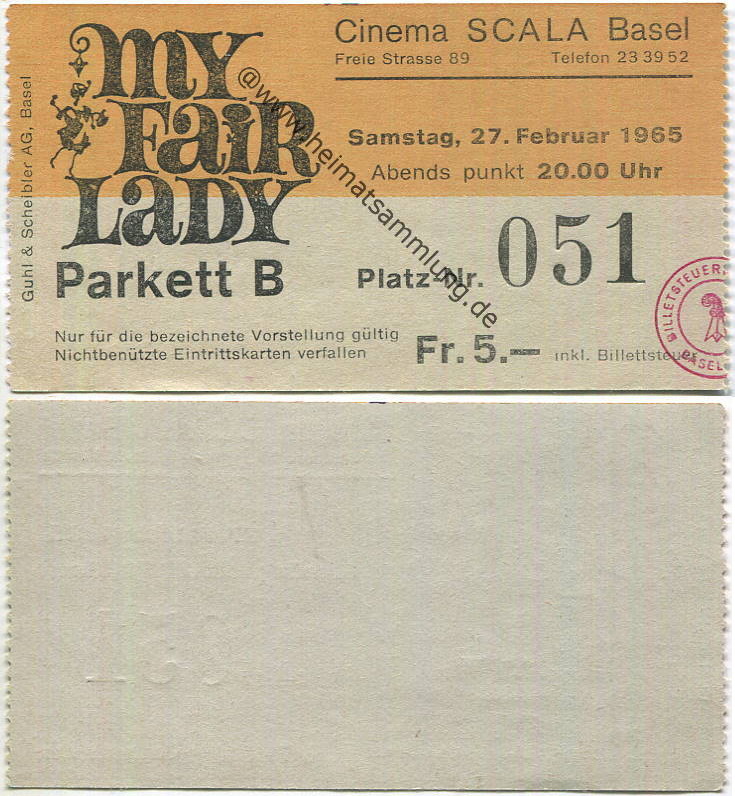 Cinema SCALA Basel
Freie Strasse 89 Telefon 23 39 52
my
FaiR
LaDY
Samstag, 27. Februar 1965
Abends punkt 20.00 Uhr
Parkett B
Platz-Nr. 051
Nur für die bezeichnete Vorstellung gültig
Nichtbenützte Eintrittskarten verfallen
Fr. 5.— inkl. Billettsteuer
Guhl & Scheibler AG, Basel
BILLETSTEUER
BASEL
@www.heimatsammlung.de